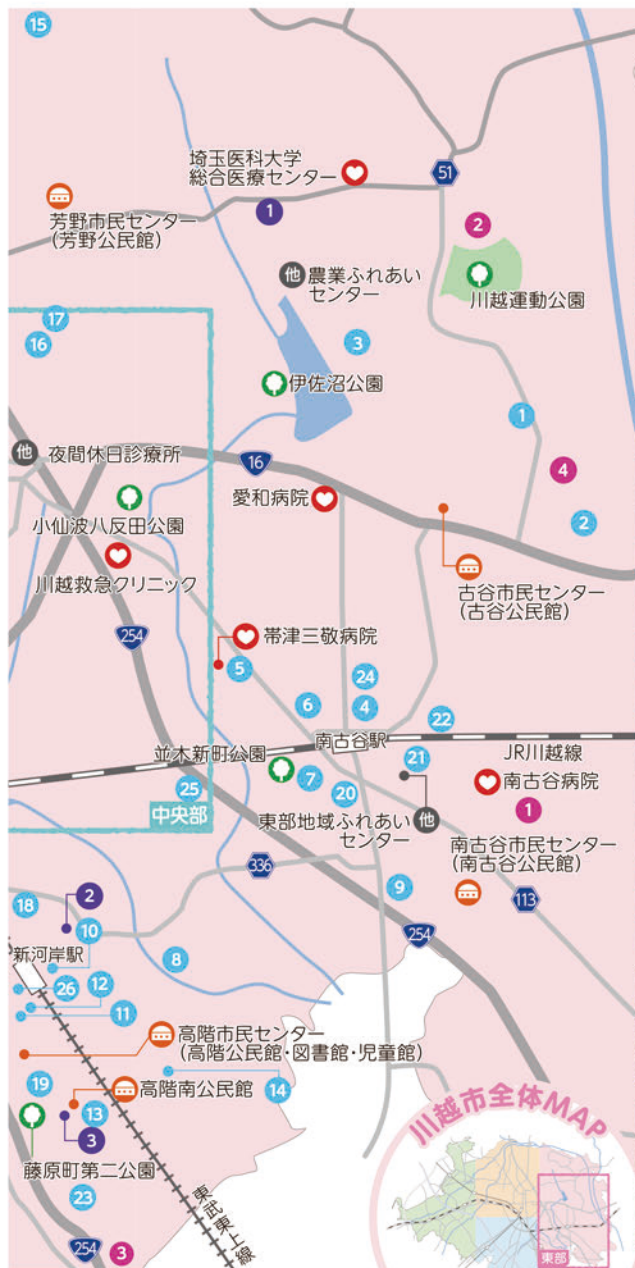 15
埼玉医科大学
総合医療センター
51
1
芳野市民センター
(芳野公民館)
2
他
農業ふれあい
センター
川越運動公園
17
16
3
伊佐沼公園
1
他
夜間休日診療所
16
4
愛和病院
2
小仙波八反田公園
川越救急クリニック
古谷市民センター
(古谷公民館)
254
帯津三敬病院
5
24
6
4
22
南古谷駅
JR川越線
並木新町公園
21
7
南古谷病院
25
20
1
中央部
東部地域ふれあい
センター
他
南古谷市民センター
(南古谷公民館)
336
2
9
113
18
10
254
新河岸駅
8
26
12
11
高階市民センター
(高階公民館・図書館・児童館)
19
高階南公民館
14
13
3
川越市全体MAP
藤原町第二公園
23
東武東上線
254
3
東部